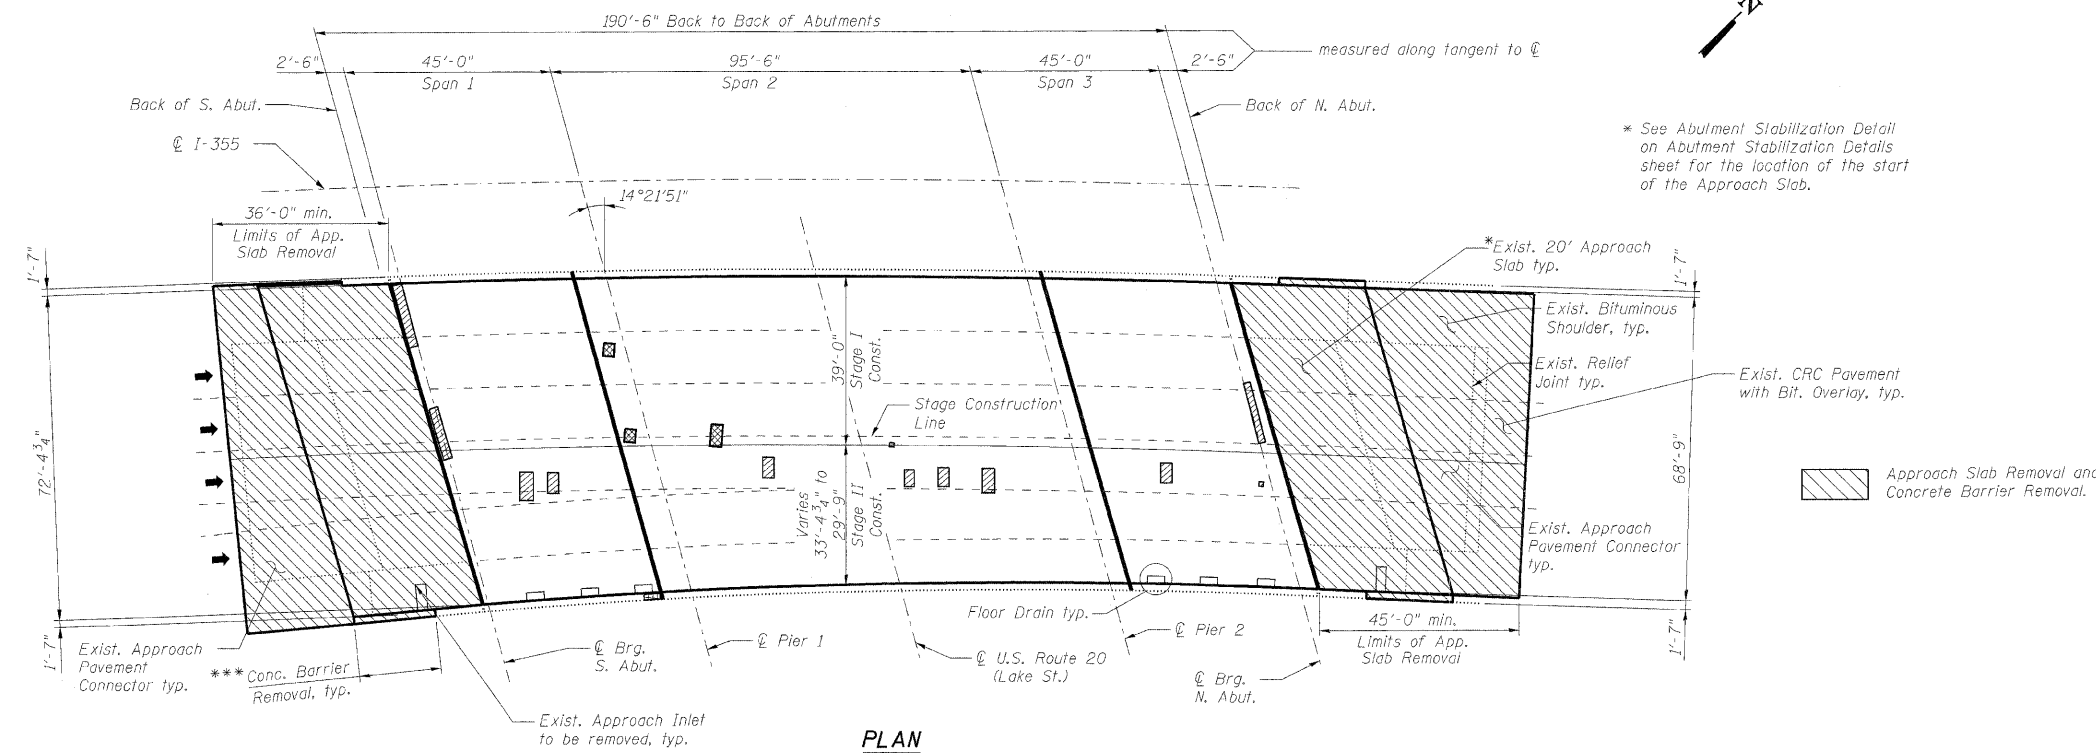 190'-6" Back to Back of Abutments
N
measured along tangent to ℄
2'-6"
45'-0"
Span 1
95'-6"
Span 2
45'-0"
Span 3
2'-6"
Back of S. Abut.
Back of N. Abut.
℄ I-355
* See Abutment Stabilization Detail
on Abutment Stabilization Details
sheet for the location of the start
of the Approach Slab.
14°21'51"
36'-0" min.
Limits of App.
Slab Removal
1'-7"
*Exist. 20' Approach
Slab typ.
1'-7"
Exist. Bituminous
Shoulder, typ.
39'-0"
Stage I
Const.
Exist. Relief
Joint typ.
Exist. CRC Pavement
with Bit. Overlay, typ.
Stage Construction
Line
72'-4¾"
68'-9"
Approach Slab Removal and
Concrete Barrier Removal.
Varies
33'-4¾" to
29'-9"
Stage II
Const.
Exist. Approach
Pavement Connector
typ.
Floor Drain typ.
45'-0" min.
Limits of App.
Slab Removal
1'-7"
1'-7"
Exist. Approach
Pavement
Connector typ.
***Conc. Barrier
Removal, typ.
℄ Brg.
S. Abut.
℄ Pier 1
℄ U.S. Route 20
(Lake St.)
℄ Pier 2
℄ Brg.
N. Abut.
Exist. Approach Inlet
to be removed, typ.
PLAN